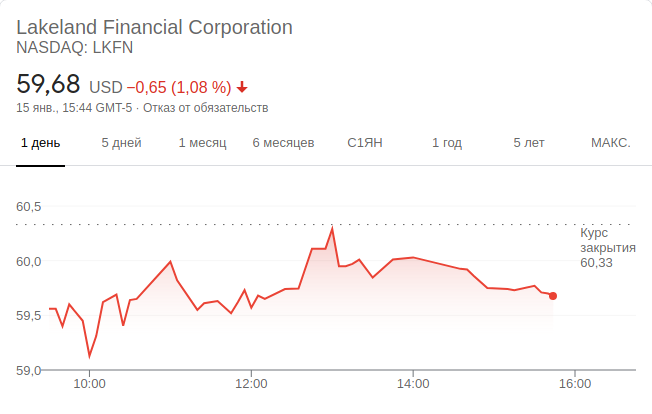 Lakeland Financial Corporation
NASDAQ: LKFN
59,68 USD −0,65 (1,08 %)
15 янв., 15:44 GMT-5 · Отказ от обязательств
1 день 5 дней 1 месяц 6 месяцев С1ЯН 1 год 5 лет МАКС.
60,5
Курс
закрытия
60,33
60,0
59,5
59,0
10:00 12:00 14:00 16:00